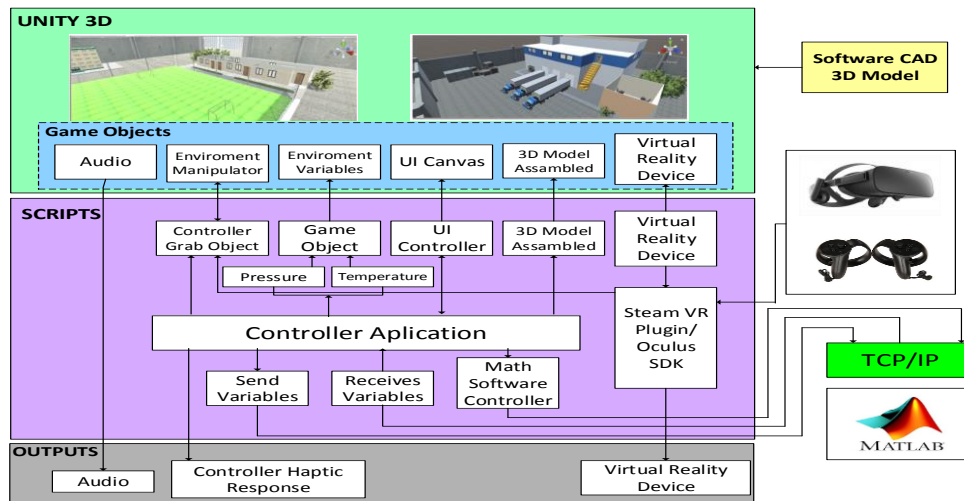 UNITY 3D
Software CAD
3D Model
Game Objects
Audio
Enviroment
Manipulator
Enviroment
Variables
UI Canvas
3D Model
Assembled
Virtual
Reality
Device
SCRIPTS
Controller
Grab Object
Game
Object
UI
Controller
3D Model
Assembled
Virtual
Reality
Device
Pressure
Temperature
Controller Aplication
Steam VR
Plugin/
Oculus
SDK
TCP/IP
Send
Variables
Receives
Variables
Math
Software
Controller
MATLAB
OUTPUTS
Audio
Controller Haptic
Response
Virtual Reality
Device